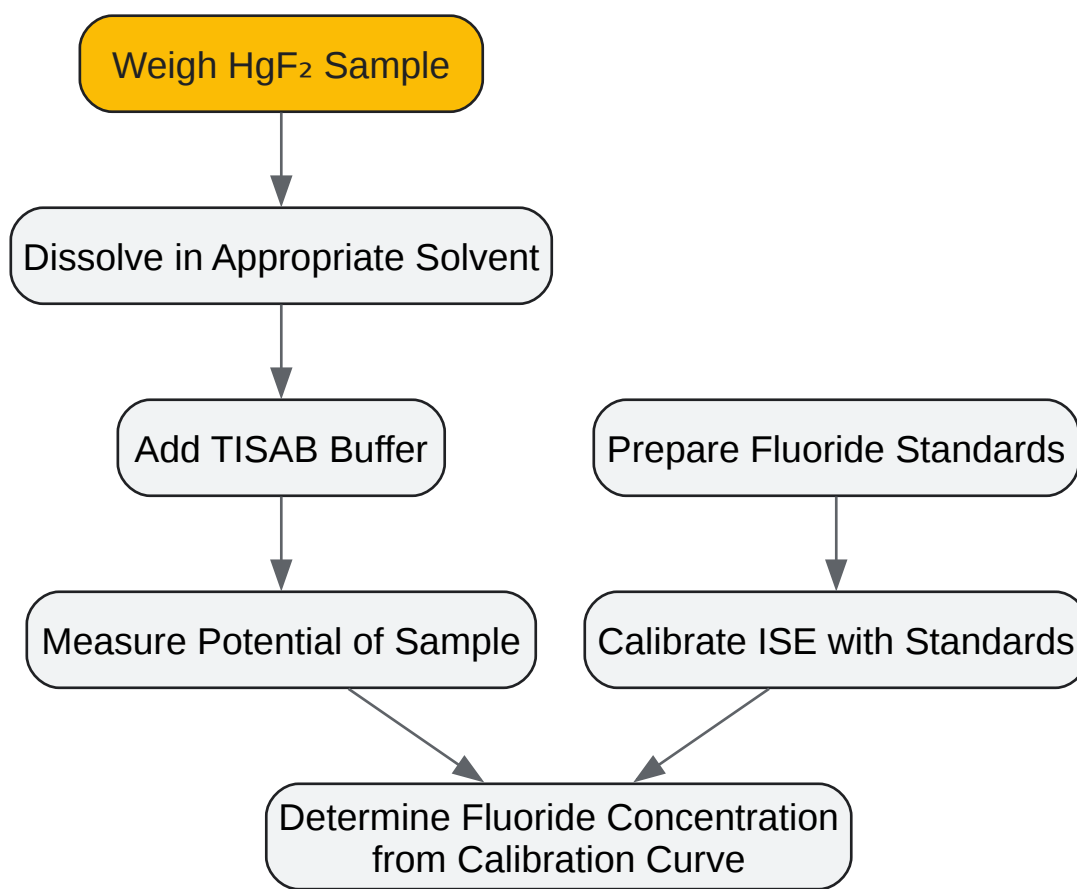 Weigh HgF₂ Sample
Dissolve in Appropriate Solvent
Add TISAB Buffer
Prepare Fluoride Standards
Measure Potential of Sample
Calibrate ISE with Standards
Determine Fluoride Concentration
from Calibration Curve